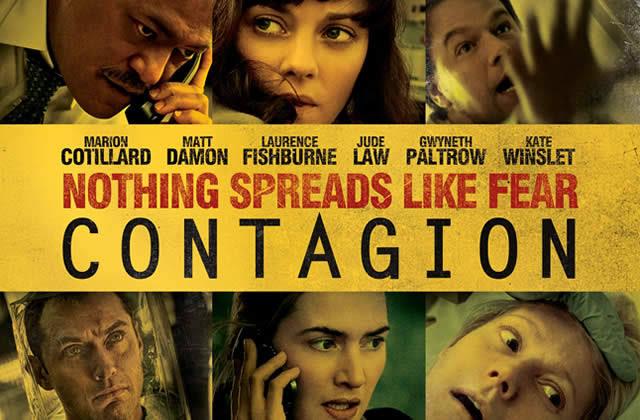 MARION COTILLARD MATT DAMON LAURENCE FISHBURNE JUDE LAW GWYNETH PALTROW KATE WINSLET
NOTHING SPREADS LIKE FEAR
CONTAGION